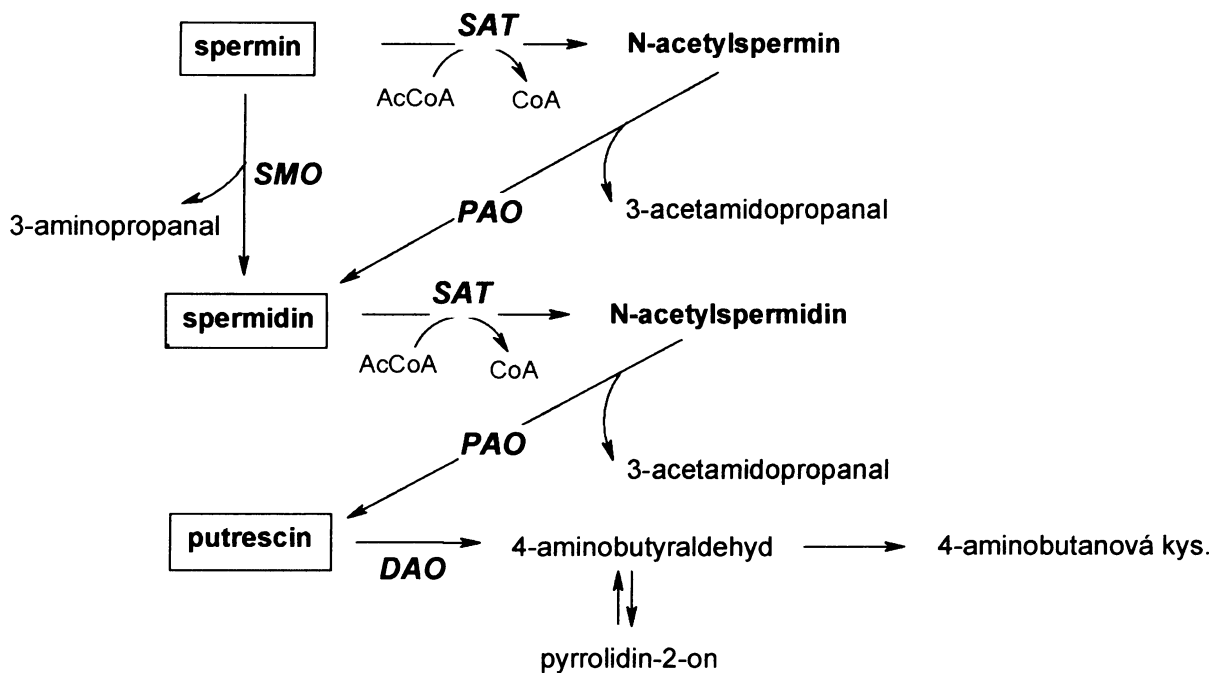 spermin
SAT
N-acetylspermin
AcCoA
CoA
SMO
3-aminopropanal
PAO
3-acetamidopropanal
spermidin
SAT
N-acetylspermidin
AcCoA
CoA
PAO
3-acetamidopropanal
putrescin
DAO
4-aminobutyraldehyd
4-aminobutanová kys.
pyrrolidin-2-on